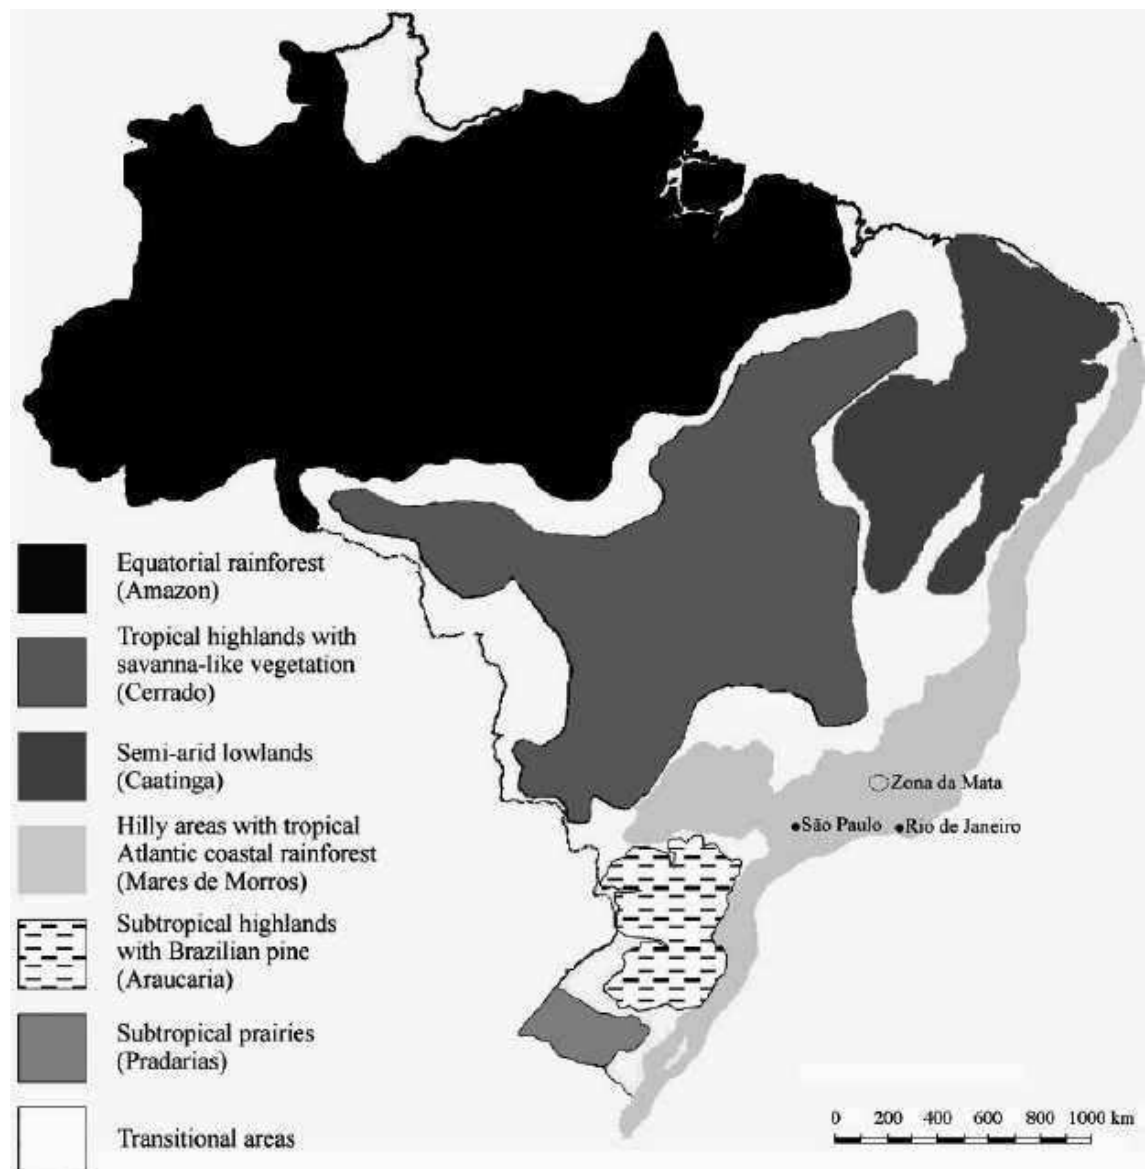 Equatorial rainforest
(Amazon)
Tropical highlands with
savanna-like vegetation
(Cerrado)
Semi-arid lowlands
(Caatinga)
Hilly areas with tropical
Atlantic coastal rainforest
(Mares de Morros)
Subtropical highlands
with Brazilian pine
(Araucaria)
Subtropical prairies
(Pradarias)
Transitional areas
Zona da Mata
São Paulo
Rio de Janeiro
0 200 400 600 800 1000 km